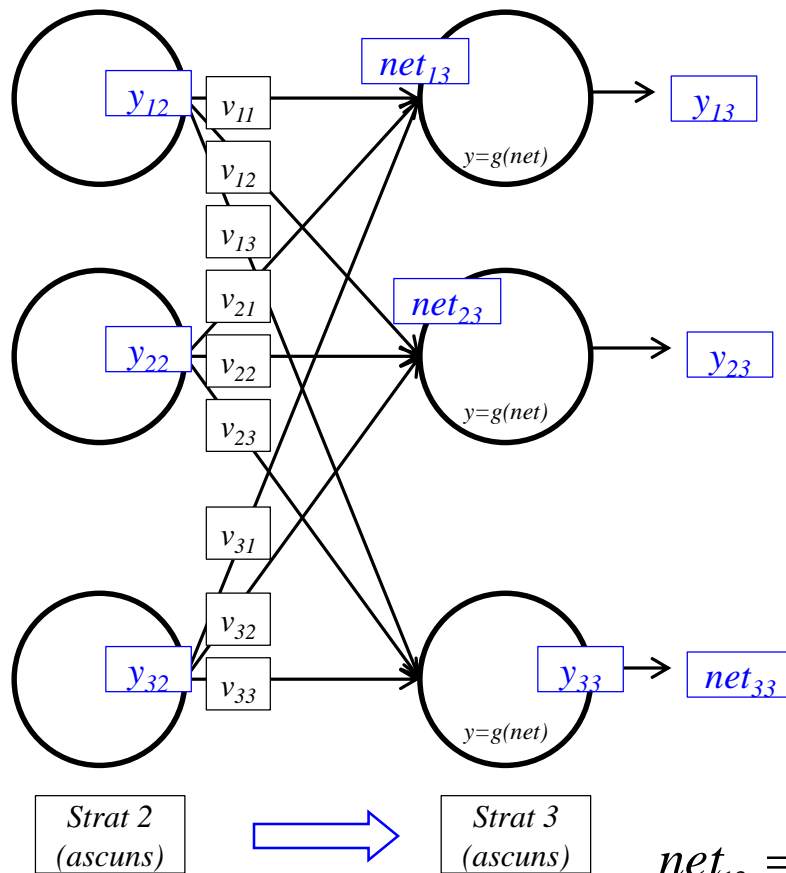 y₁₂
v₁₁
net₁₃
y=g(net)
y₁₃
v₁₂
v₁₃
v₂₁
y₂₂
v₂₂
net₂₃
y=g(net)
y₂₃
v₂₃
v₃₁
v₃₂
y₃₂
v₃₃
y₃₃
y=g(net)
net₃₃
Strat 2
(ascuns)
Strat 3
(ascuns)
net₁₃ =